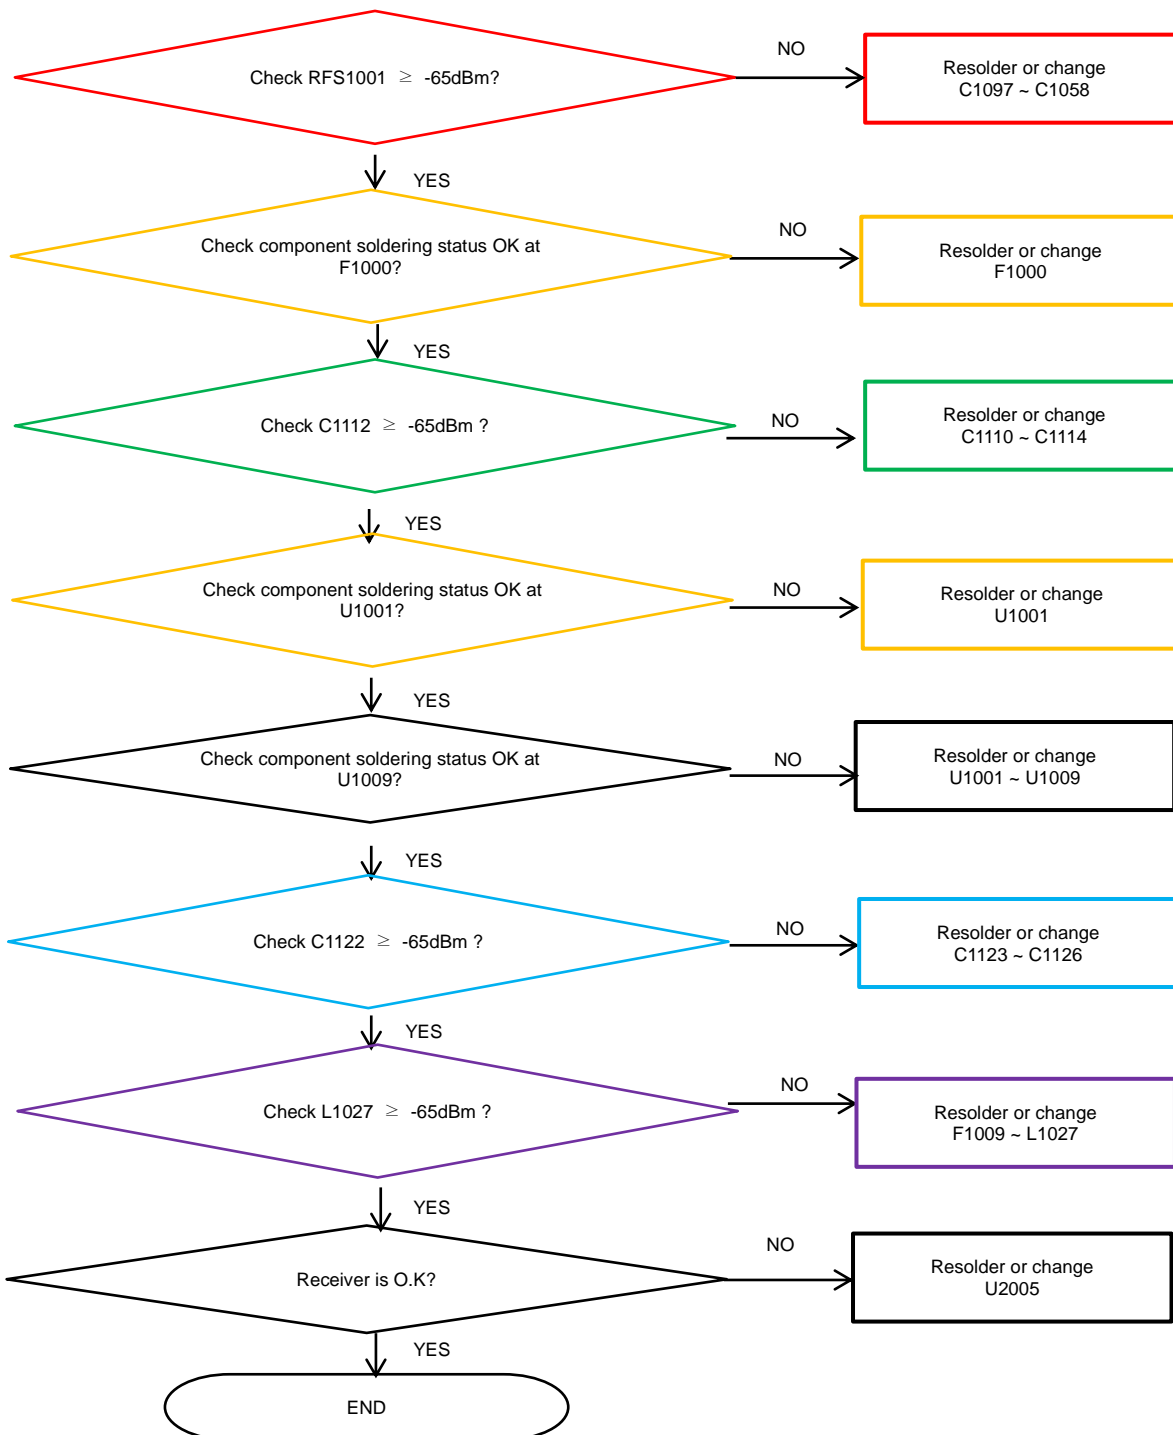 Check RFS1001 ≥ -65dBm?
NO
Resolder or change
C1097 ~ C1058
YES
Check component soldering status OK at
F1000?
NO
Resolder or change
F1000
YES
Check C1112 ≥ -65dBm ?
NO
Resolder or change
C1110 ~ C1114
YES
Check component soldering status OK at
U1001?
NO
Resolder or change
U1001
YES
Check component soldering status OK at
U1009?
NO
Resolder or change
U1001 ~ U1009
YES
Check C1122 ≥ -65dBm ?
NO
Resolder or change
C1123 ~ C1126
YES
Check L1027 ≥ -65dBm ?
NO
Resolder or change
F1009 ~ L1027
YES
Receiver is O.K?
NO
Resolder or change
U2005
YES
END